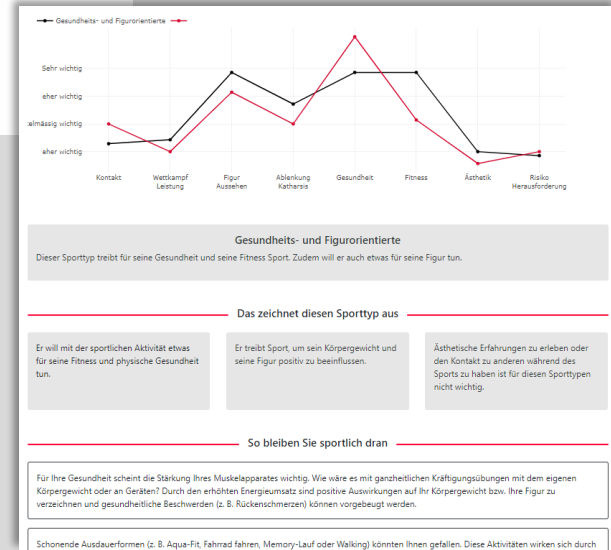 Gesundheits- und Figurorientierte
Sehr wichtig
eher wichtig
elmässig wichtig
eher wichtig
Kontakt
Wettkampf
Leistung
Figur
Aussehen
Ablenkung
Katharsis
Gesundheit
Fitness
Ästhetik
Risiko
Herausforderung
Gesundheits- und Figurorientierte
Dieser Sporttyp treibt für seine Gesundheit und seine Fitness Sport. Zudem will er auch etwas für seine Figur tun.
Das zeichnet diesen Sporttyp aus
Er will mit der sportlichen Aktivität etwas
für seine Fitness und physische Gesundheit
tun.
Er treibt Sport, um sein Körpergewicht und
seine Figur positiv zu beeinflussen.
Ästhetische Erfahrungen zu erleben oder
den Kontakt zu anderen während des
Sports zu haben ist für diesen Sporttypen
nicht wichtig.
So bleiben Sie sportlich dran
Für Ihre Gesundheit scheint die Stärkung Ihres Muskelapparates wichtig. Wie wäre es mit ganzheitlichen Kräftigungsübungen mit dem eigenen
Körpergewicht oder an Geräten? Durch den erhöhten Energieumsatz sind positive Auswirkungen auf Ihr Körpergewicht bzw. Ihre Figur zu
verzeichnen und gesundheitliche Beschwerden (z. B. Rückenschmerzen) können vorgebeugt werden.
Schonende Ausdauerformen (z. B. Aqua-Fit, Fahrrad fahren, Memory-Lauf oder Walking) könnten Ihnen gefallen. Diese Aktivitäten wirken sich durch